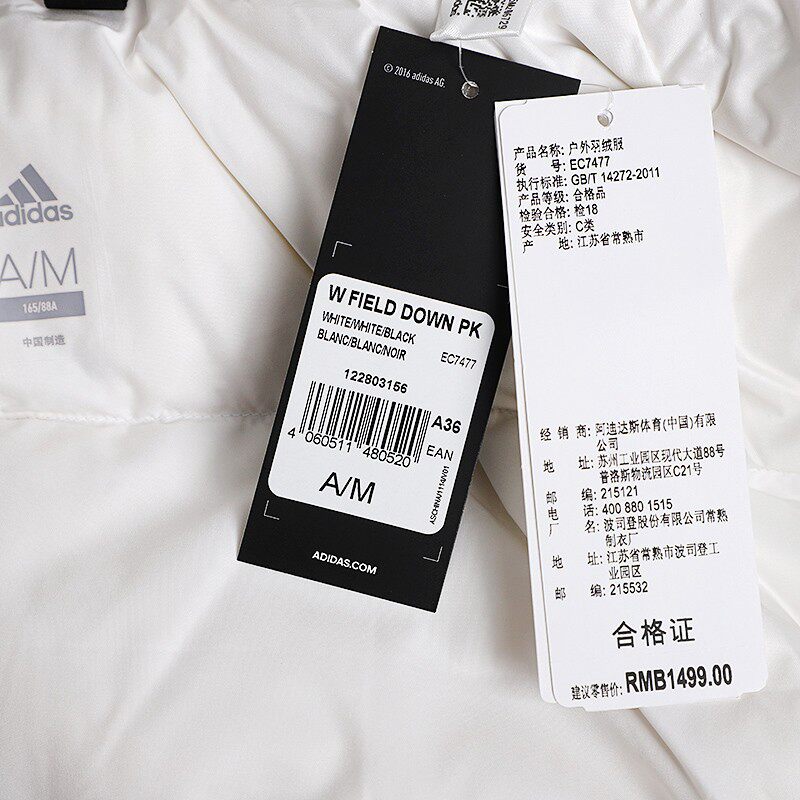 SM16729
adidas
A/M
165/88A
中国制造
© 2016 adidas AG.
W FIELD DOWN PK
WHITE/WHITE/BLACK
BLANC/BLANC/NOIR
EC7477
122803156
A36
4 060511 480520
EAN
A/M
ADIDAS.COM
产品名称: 户外羽绒服
货 号: EC7477
执行标准: GB/T 14272-2011
产品等级: 合格品
检验合格: 检18
安全类别: C类
产 地: 江苏省常熟市
经 销 商: 阿迪达斯体育(中国)有限
公司
地 址: 苏州工业园区现代大道88号
普洛斯物流园区C21号
邮 编: 215121
电 话: 400 880 1515
厂 名: 波司登股份有限公司常熟
制衣厂
地 址: 江苏省常熟市波司登工
业园区
邮 编: 215532
合格证
建议零售价: RMB1499.00